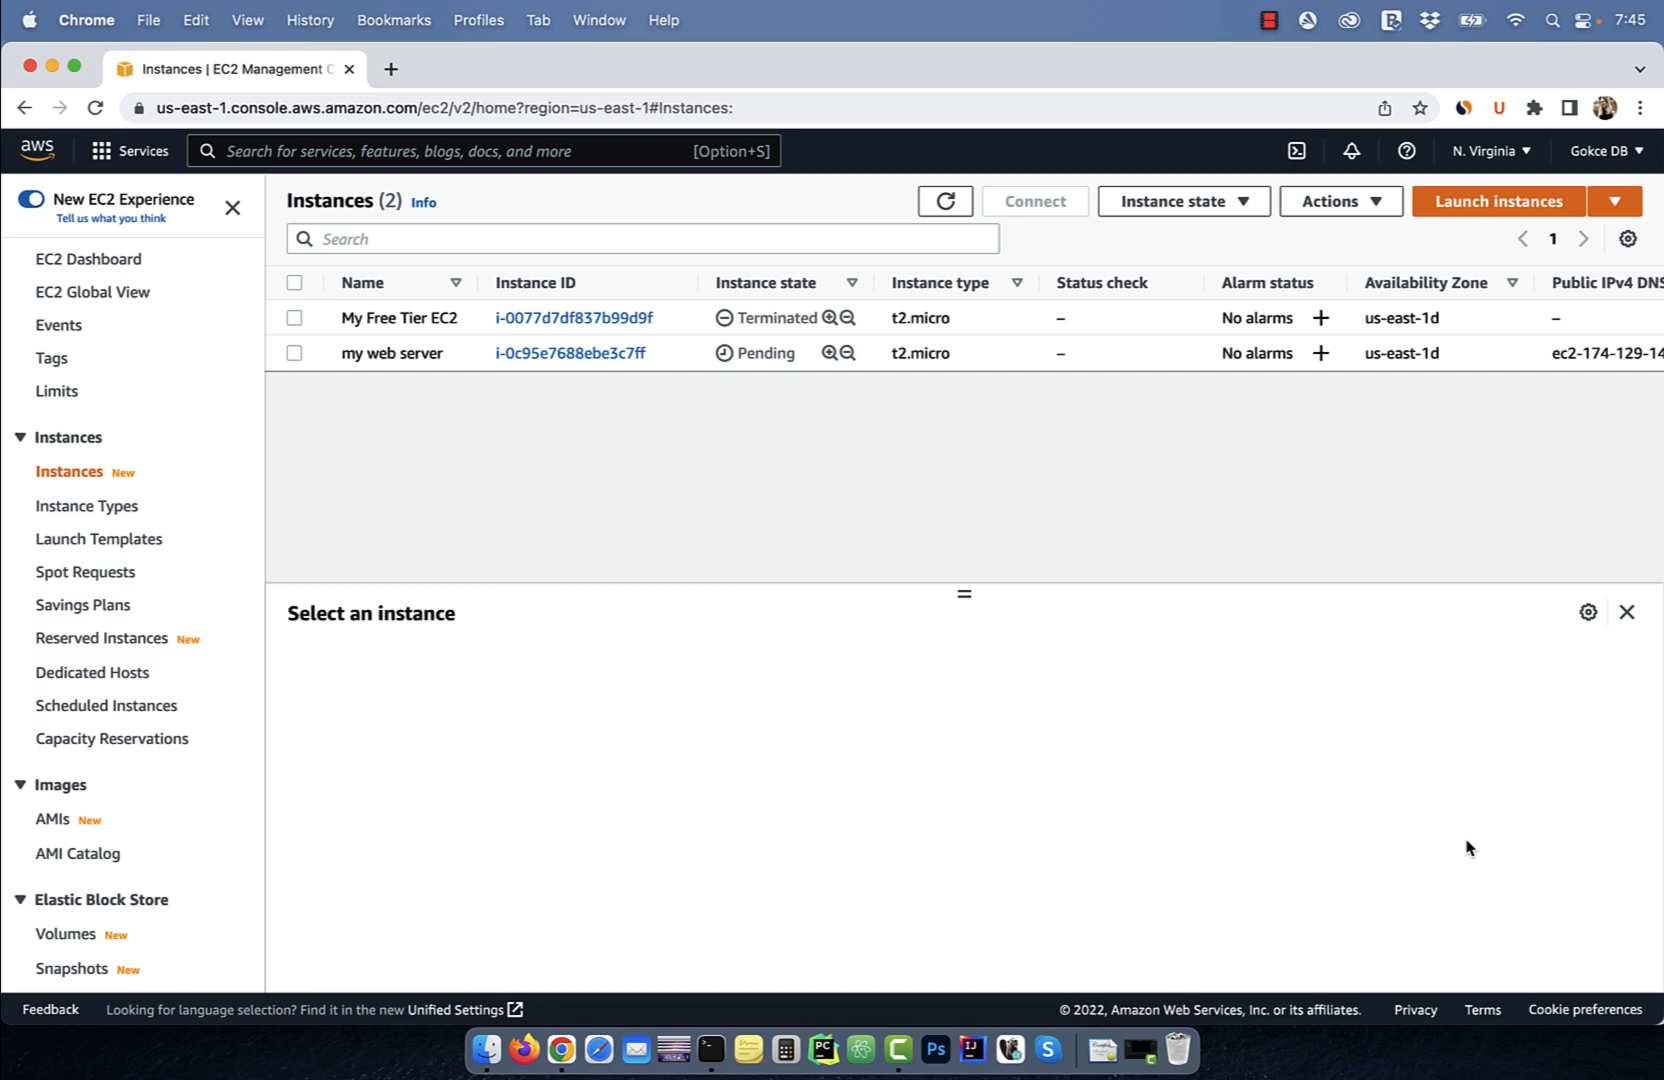 Chrome File Edit View History Bookmarks Profiles Tab Window Help 7:45
Instances | EC2 Management C
us-east-1.console.aws.amazon.com/ec2/v2/home?region=us-east-1#Instances:
aws Services Search for services, features, blogs, docs, and more [Option+S] N. Virginia Gokce DB
New EC2 Experience
Tell us what you think
EC2 Dashboard
EC2 Global View
Events
Tags
Limits
Instances
Instances New
Instance Types
Launch Templates
Spot Requests
Savings Plans
Reserved Instances New
Dedicated Hosts
Scheduled Instances
Capacity Reservations
Images
AMIs New
AMI Catalog
Elastic Block Store
Volumes New
Snapshots New
Instances (2) Info Connect Instance state Actions Launch instances
Search 1
Name Instance ID Instance state Instance type Status check Alarm status Availability Zone Public IPv4 DNS
My Free Tier EC2 i-0077d7df837b99d9f Terminated t2.micro – No alarms + us-east-1d –
my web server i-0c95e7688ebe3c7ff Pending t2.micro – No alarms + us-east-1d ec2-174-129-14
Select an instance
Feedback Looking for language selection? Find it in the new Unified Settings © 2022, Amazon Web Services, Inc. or its affiliates. Privacy Terms Cookie preferences
PC Ps IJ